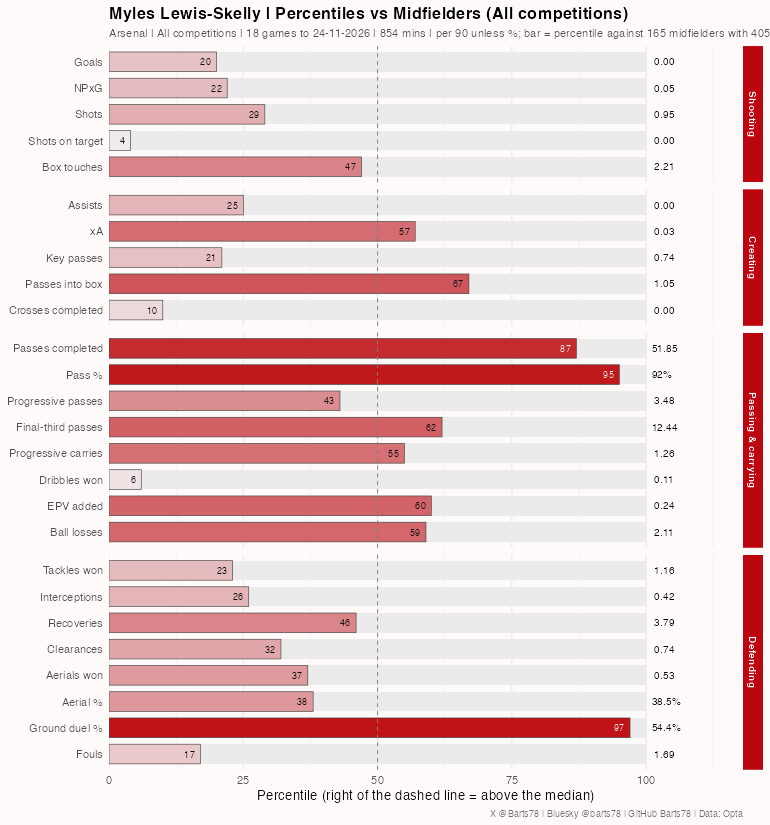 Myles Lewis-Skelly | Percentiles vs Midfielders (All competitions)
Arsenal | All competitions | 18 games to 24-11-2026 | 854 mins | per 90 unless %; bar = percentile against 165 midfielders with 405
Goals 20 0.00
NPxG 22 0.05
Shots 29 0.95
Shots on target 4 0.00
Box touches 47 2.21
Shooting
Assists 25 0.00
xA 57 0.03
Key passes 21 0.74
Passes into box 67 1.05
Crosses completed 10 0.00
Creating
Passes completed 87 51.85
Pass % 95 92%
Progressive passes 43 3.48
Final-third passes 62 12.44
Progressive carries 55 1.26
Dribbles won 6 0.11
EPV added 60 0.24
Ball losses 59 2.11
Passing & carrying
Tackles won 23 1.16
Interceptions 26 0.42
Recoveries 46 3.79
Clearances 32 0.74
Aerials won 37 0.53
Aerial % 38 38.5%
Ground duel % 97 54.4%
Fouls 17 1.69
Defending
0 25 50 75 100
Percentile (right of the dashed line = above the median)
X @Barts78 | Bluesky @barts78 | GitHub Barts78 | Data: Opta